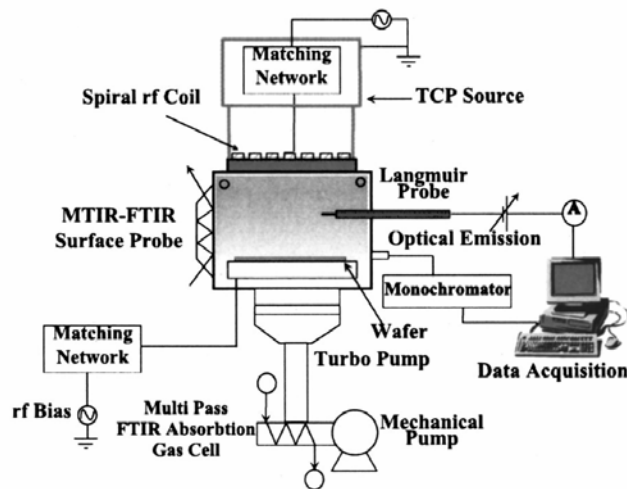 Matching
Network
Spiral rf Coil
TCP Source
Langmuir
Probe
MTIR-FTIR
Surface Probe
A
Optical Emission
Monochromator
Wafer
Matching
Network
Turbo Pump
Data Acquisition
rf Bias
Multi Pass
FTIR Absorbtion
Gas Cell
Mechanical
Pump